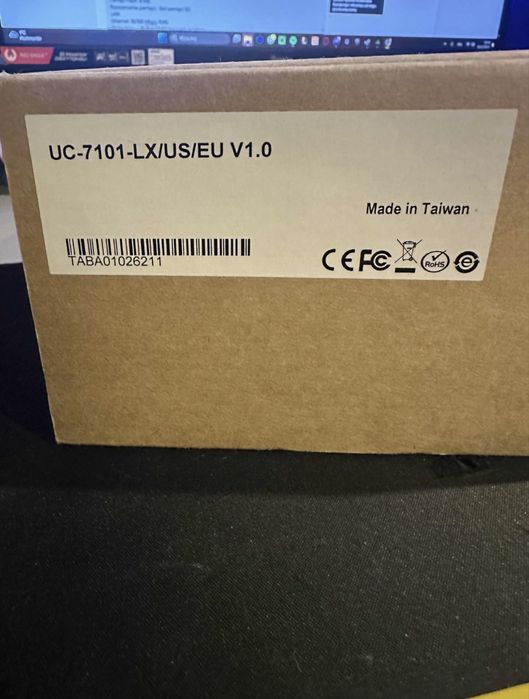 UC-7101-LX/US/EU V1.0
Made in Taiwan
TABA01026211
CE FC RoHS e